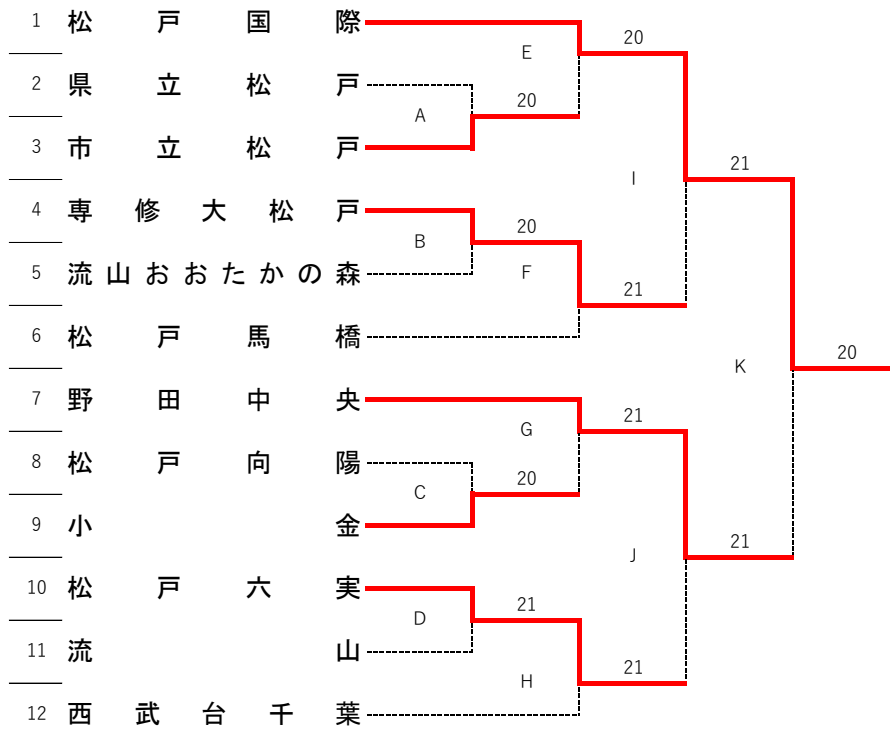 1 松戸国際
E 20
2 県立松戸
A 20
3 市立松戸
I 21
4 専修大松戸
B 20
5 流山おおたかの森
F 21
6 松戸馬橋
K 20
7 野田中央
G 21
8 松戸向陽
C 20
9 小金
J 21
10 松戸六実
D 21
11 流山
H 21
12 西武台千葉